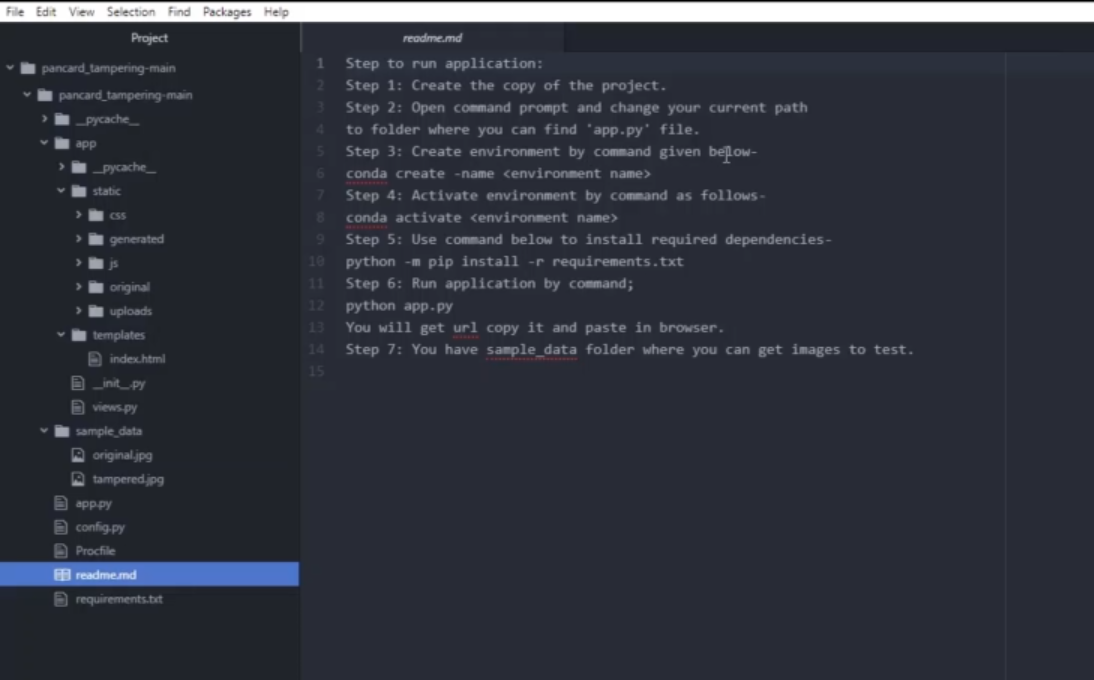 File Edit View Selection Find Packages Help
Project
pancard_tampering-main
pancard_tampering-main
__pycache__
app
__pycache__
static
css
generated
js
original
uploads
templates
index.html
__init__.py
views.py
sample_data
original.jpg
tampered.jpg
app.py
config.py
Procfile
readme.md
requirements.txt
readme.md
1 Step to run application:
2 Step 1: Create the copy of the project.
3 Step 2: Open command prompt and change your current path
4 to folder where you can find 'app.py' file.
5 Step 3: Create environment by command given below-
6 conda create -name <environment name>
7 Step 4: Activate environment by command as follows-
8 conda activate <environment name>
9 Step 5: Use command below to install required dependencies-
10 python -m pip install -r requirements.txt
11 Step 6: Run application by command;
12 python app.py
13 You will get url copy it and paste in browser.
14 Step 7: You have sample_data folder where you can get images to test.
15